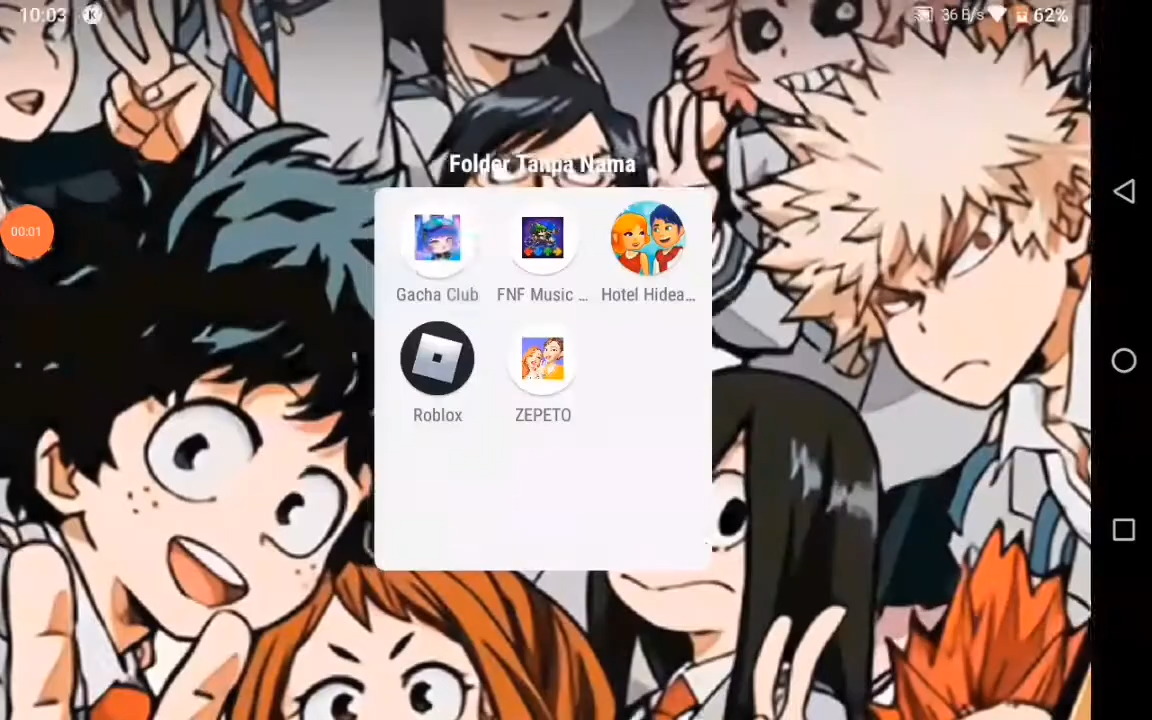 10:03 K 36 B/s 62%
Folder Tanpa Nama
00:01
Gacha Club FNF Music ... Hotel Hidea...
Roblox ZEPETO